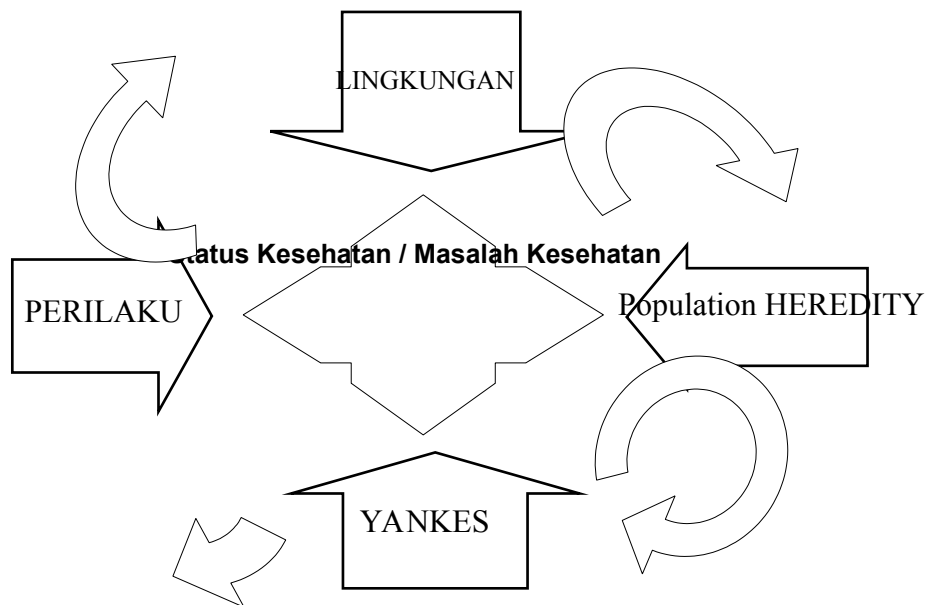 LINGKUNGAN
Status Kesehatan / Masalah Kesehatan
PERILAKU
Population HEREDITY
YANKES